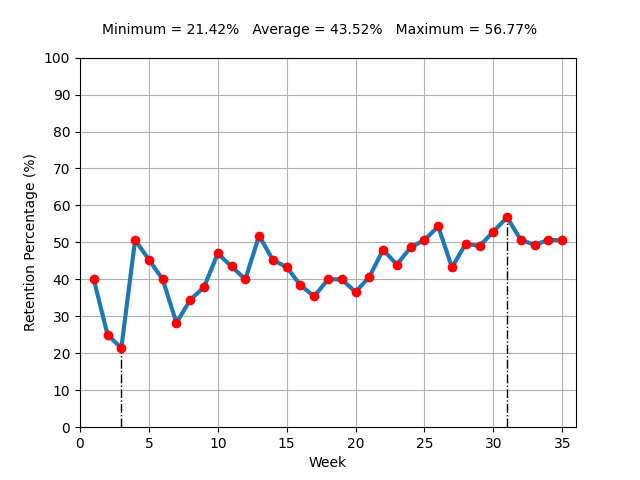 Minimum = 21.42%   Average = 43.52%   Maximum = 56.77%
100
90
80
70
60
50
40
30
20
10
0
Retention Percentage (%)
0 5 10 15 20 25 30 35
Week